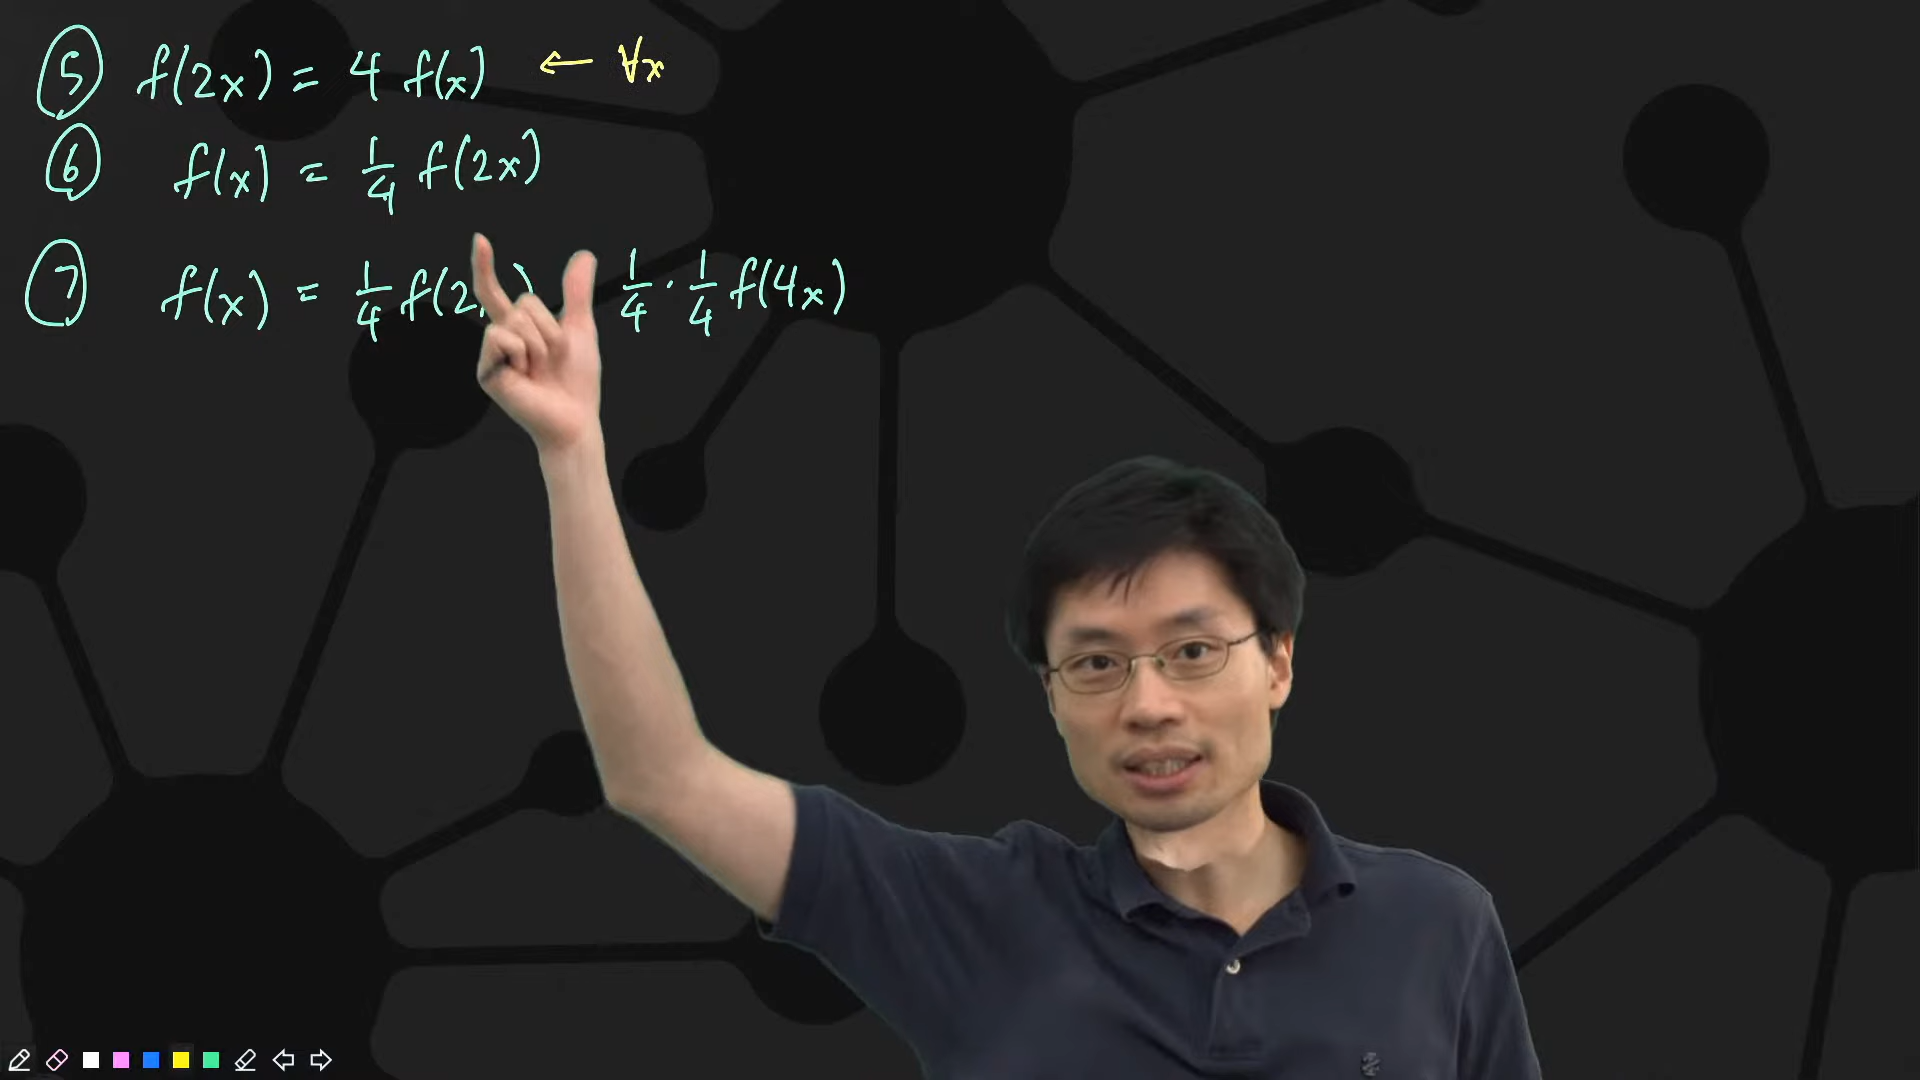 ⑤ f(2x) = 4 f(x) ← ∀x
⑥ f(x) = 1/4 f(2x)
⑦ f(x) = 1/4 f(2 1/4 · 1/4 f(4x)